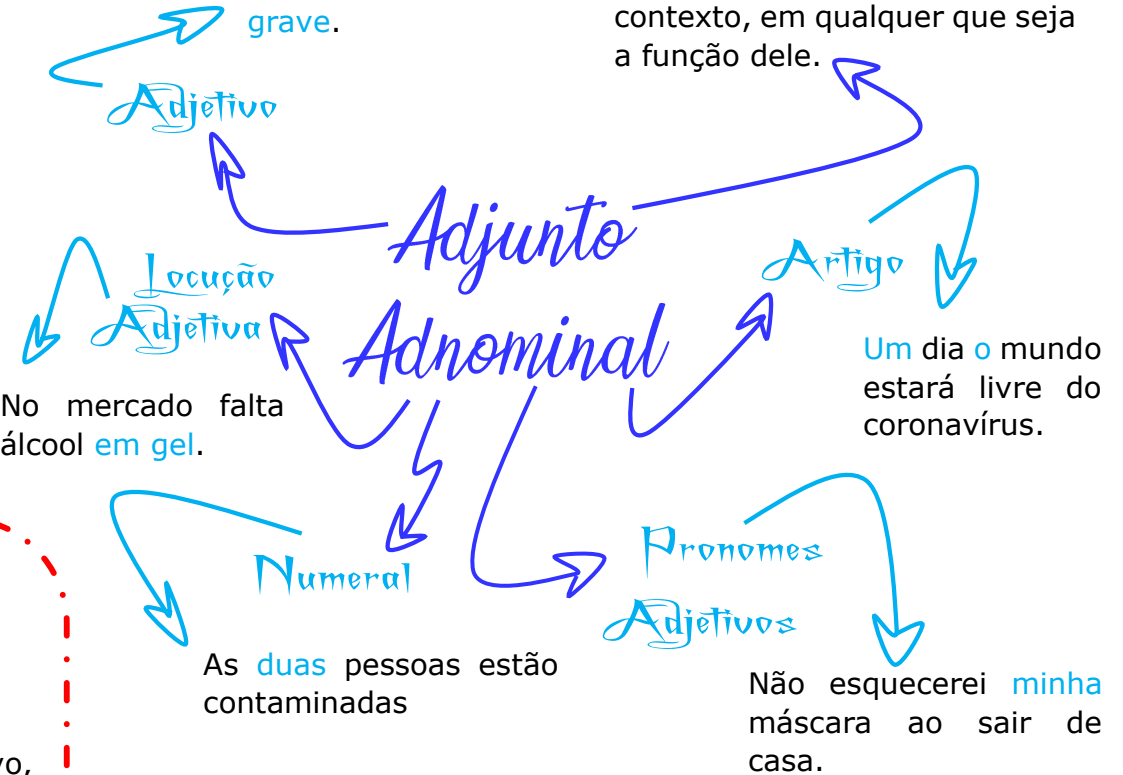 grave.
contexto, em qualquer que seja
a função dele.
Adjetivo
Adjunto
Adnominal
Artigo
Um dia o mundo
estará livre do
coronavírus.
Locução
Adjetiva
No mercado falta
álcool em gel.
Numeral
As duas pessoas estão
contaminadas
Pronomes
Adjetivos
Não esquecerei minha
máscara ao sair de
casa.